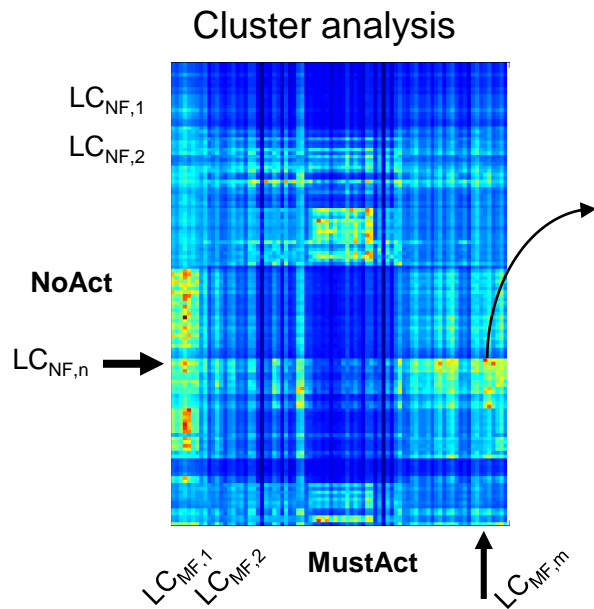 Cluster analysis
LC_NF,1
LC_NF,2
NoAct
LC_NF,n
LC_MF,1
LC_MF,2
MustAct
LC_MF,m